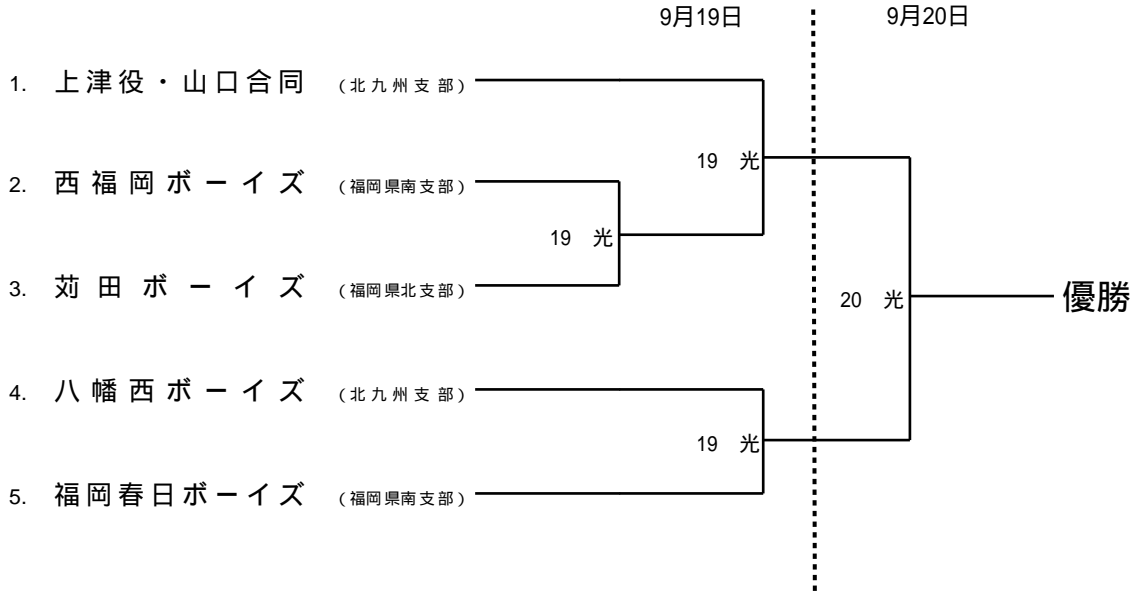 9月19日 9月20日
1. 上津役・山口合同 (北九州支部)
19 光
2. 西福岡ボーイズ (福岡県南支部)
19 光
3. 苅田ボーイズ (福岡県北支部)
20 光 優勝
4. 八幡西ボーイズ (北九州支部)
19 光
5. 福岡春日ボーイズ (福岡県南支部)